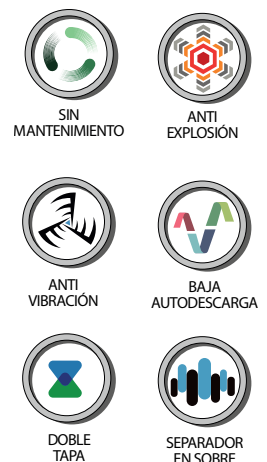 SIN
MANTENIMIENTO
ANTI
EXPLOSIÓN
ANTI
VIBRACIÓN
BAJA
AUTODESCARGA
DOBLE
TAPA
SEPARADOR
EN SOBRE